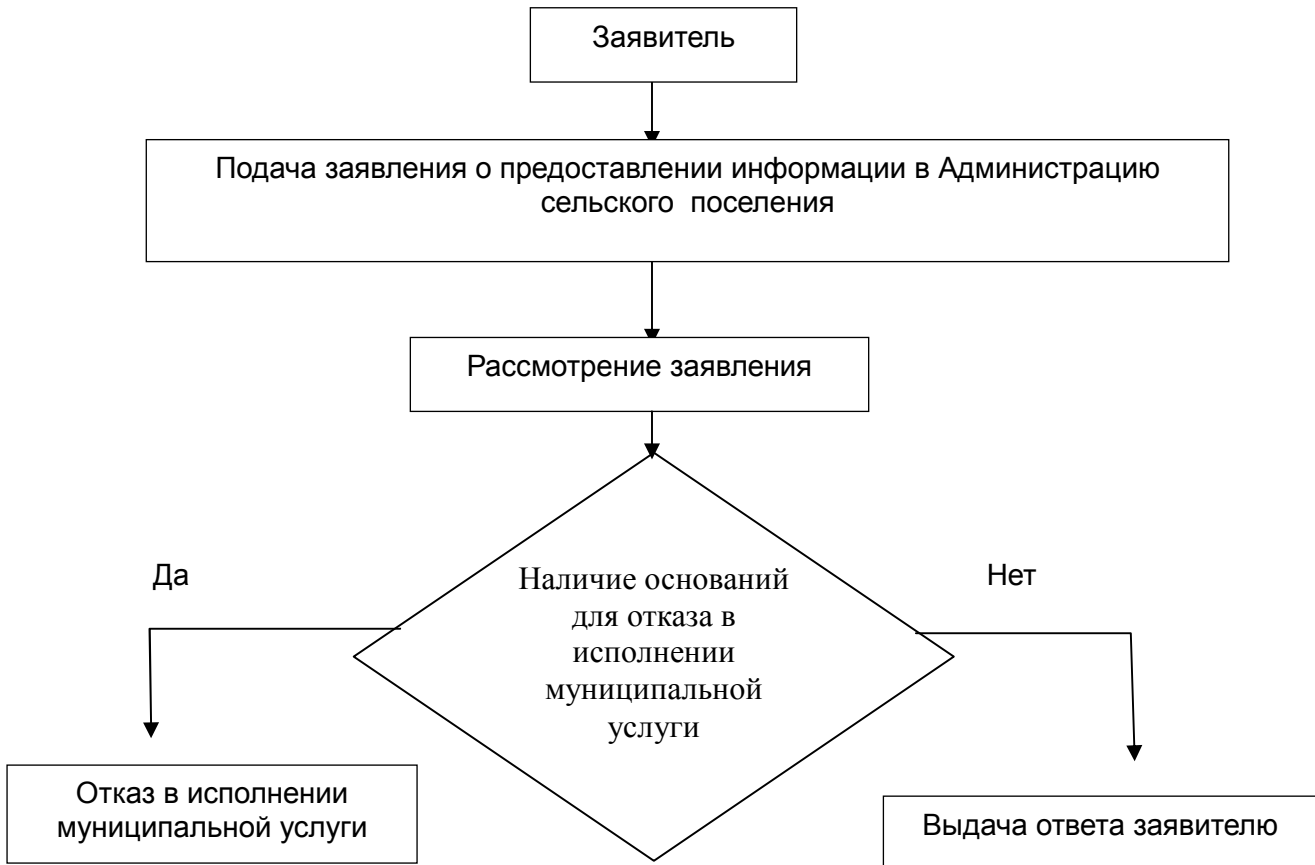 Заявитель
Подача заявления о предоставлении информации в Администрацию
сельского поселения
Рассмотрение заявления
Да
Наличие оснований
для отказа в
исполнении
муниципальной
услуги
Нет
Отказ в исполнении
муниципальной услуги
Выдача ответа заявителю